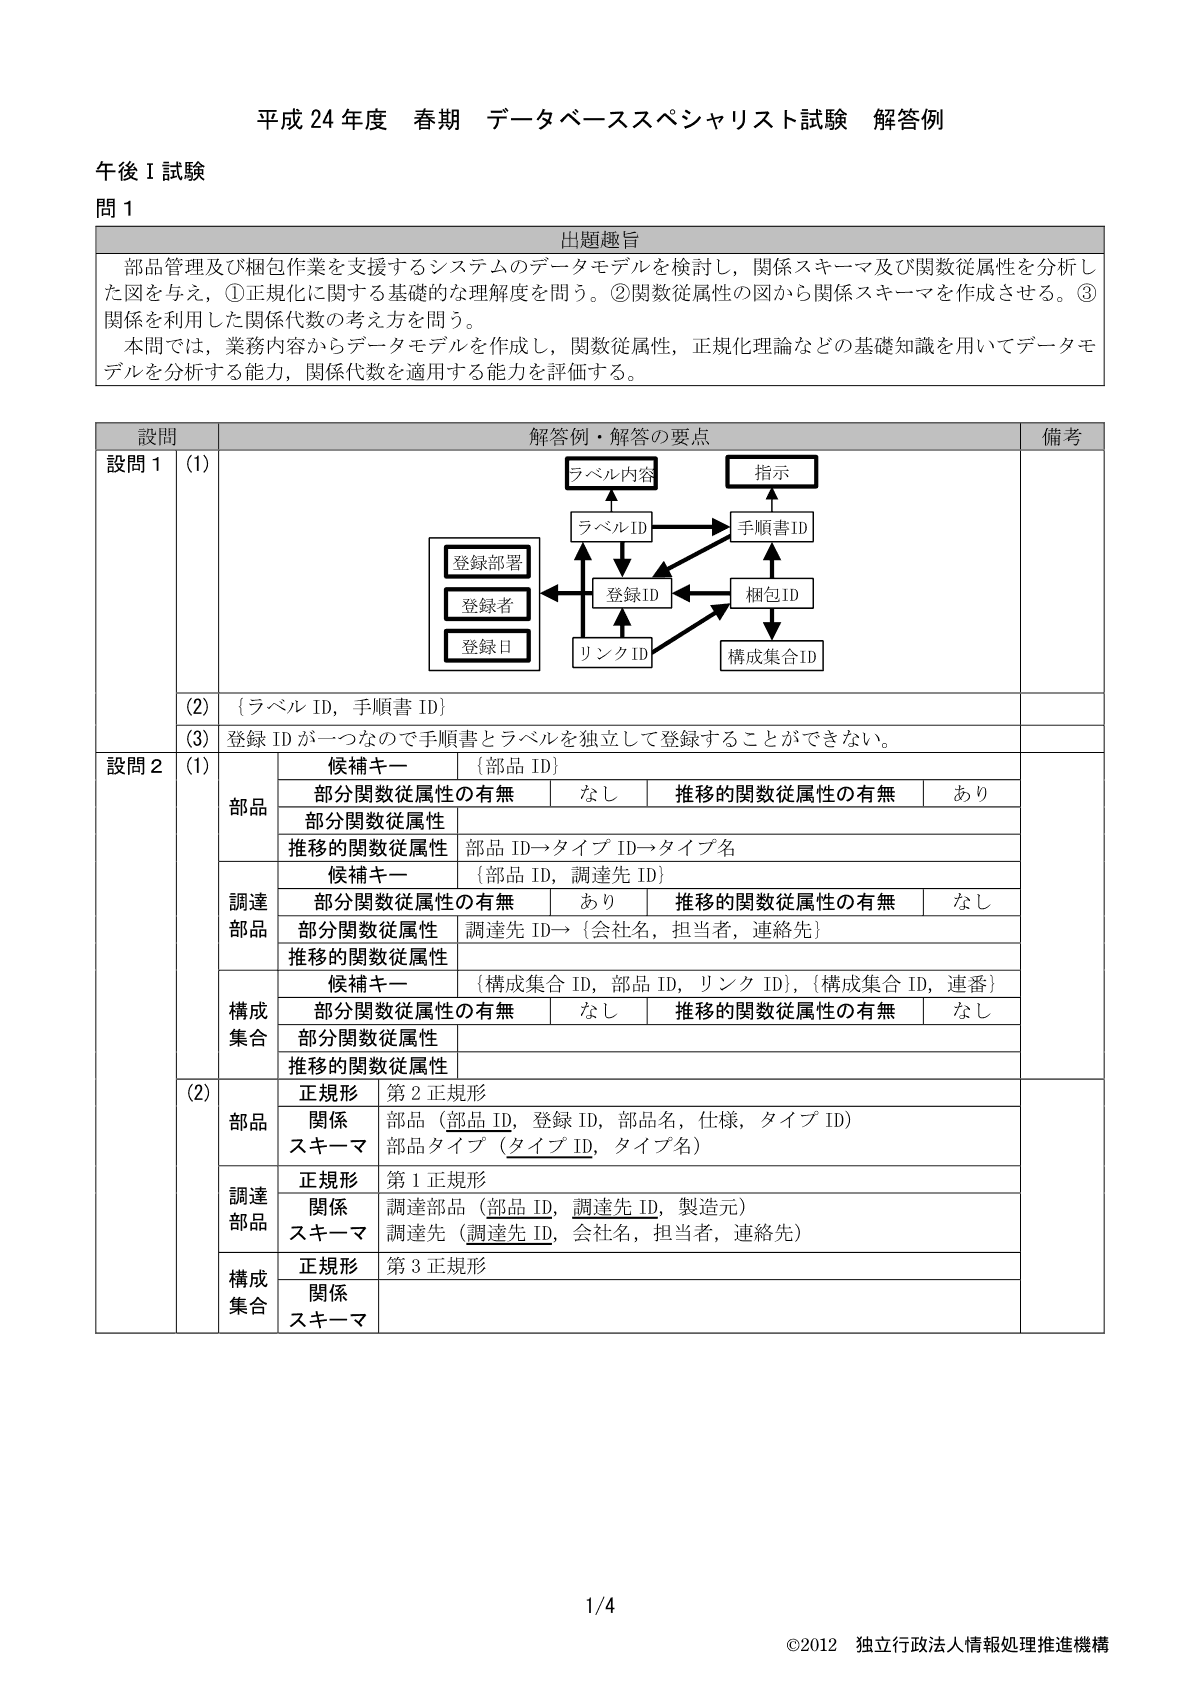 平成 24 年度　春期　データベーススペシャリスト試験　解答例
午後Ⅰ試験
問 1
出題趣旨
部品管理及び梱包作業を支援するシステムのデータモデルを検討し，関係スキーマ及び関数従属性を分析し
た図を与え，①正規化に関する基礎的な理解度を問う。②関数従属性の図から関係スキーマを作成させる。③
関係を利用した関係代数の考え方を問う。
本問では，業務内容からデータモデルを作成し，関数従属性，正規化理論などの基礎知識を用いてデータモ
デルを分析する能力，関係代数を適用する能力を評価する。
設問　解答例・解答の要点　備考
設問 1　(1)
ラベル内容　指示
ラベルID　手順書ID
登録部署
登録者　登録ID　梱包ID
登録日　リンクID　構成集合ID
(2)　{ラベル ID，手順書 ID}
(3)　登録 ID が一つなので手順書とラベルを独立して登録することができない。
設問 2　(1)　部品　候補キー　{部品 ID}
部分関数従属性の有無　なし　推移的関数従属性の有無　あり
部分関数従属性
推移的関数従属性　部品 ID→タイプ ID→タイプ名
調達部品　候補キー　{部品 ID，調達先 ID}
部分関数従属性の有無　あり　推移的関数従属性の有無　なし
部分関数従属性　調達先 ID→ {会社名，担当者，連絡先}
推移的関数従属性
構成集合　候補キー　{構成集合 ID，部品 ID，リンク ID}，{構成集合 ID，連番}
部分関数従属性の有無　なし　推移的関数従属性の有無　なし
部分関数従属性
推移的関数従属性
(2)　部品　正規形　第 2 正規形
関係スキーマ　部品（部品 ID，登録 ID，部品名，仕様，タイプ ID）
部品タイプ（タイプ ID，タイプ名）
調達部品　正規形　第 1 正規形
関係スキーマ　調達部品（部品 ID，調達先 ID，製造元）
調達先（調達先 ID，会社名，担当者，連絡先）
構成集合　正規形　第 3 正規形
関係スキーマ
1/4
©2012　独立行政法人情報処理推進機構